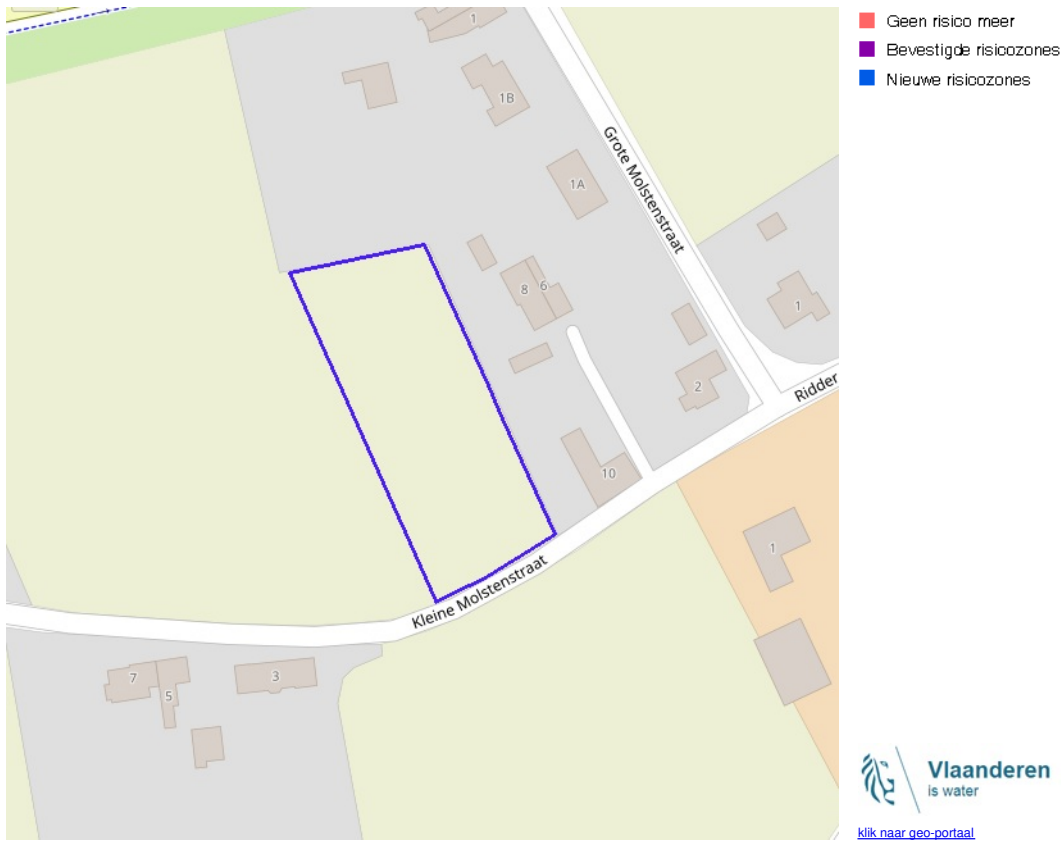 Geen risico meer
Bevestigde risicozones
Nieuwe risicozones
1
1B
1A
Grote Molstenstraat
8
6
1
2
Ridder
10
Kleine Molstenstraat
1
7
5
3
Vlaanderen
is water
klik naar geo-portaal